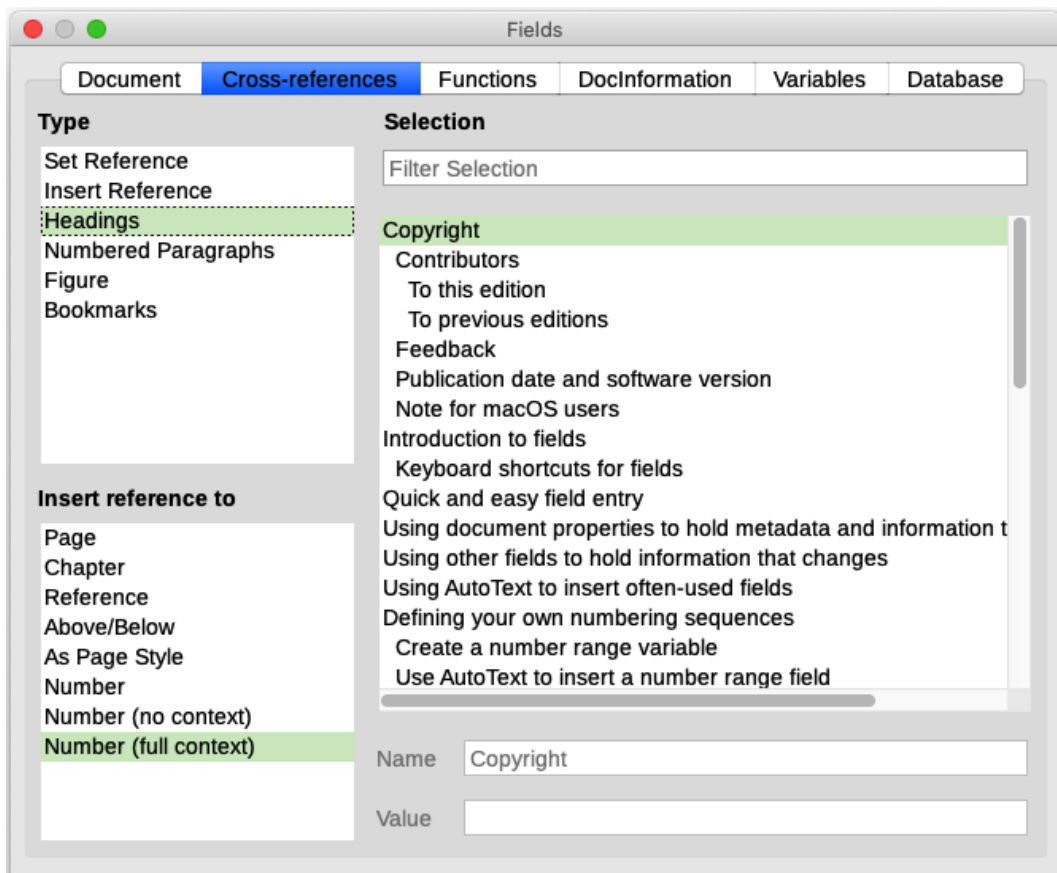 Fields
Document Cross-references Functions DocInformation Variables Database
Type
Set Reference
Insert Reference
Headings
Numbered Paragraphs
Figure
Bookmarks
Insert reference to
Page
Chapter
Reference
Above/Below
As Page Style
Number
Number (no context)
Number (full context)
Selection
Filter Selection
Copyright
Contributors
To this edition
To previous editions
Feedback
Publication date and software version
Note for macOS users
Introduction to fields
Keyboard shortcuts for fields
Quick and easy field entry
Using document properties to hold metadata and information t
Using other fields to hold information that changes
Using AutoText to insert often-used fields
Defining your own numbering sequences
Create a number range variable
Use AutoText to insert a number range field
Name Copyright
Value